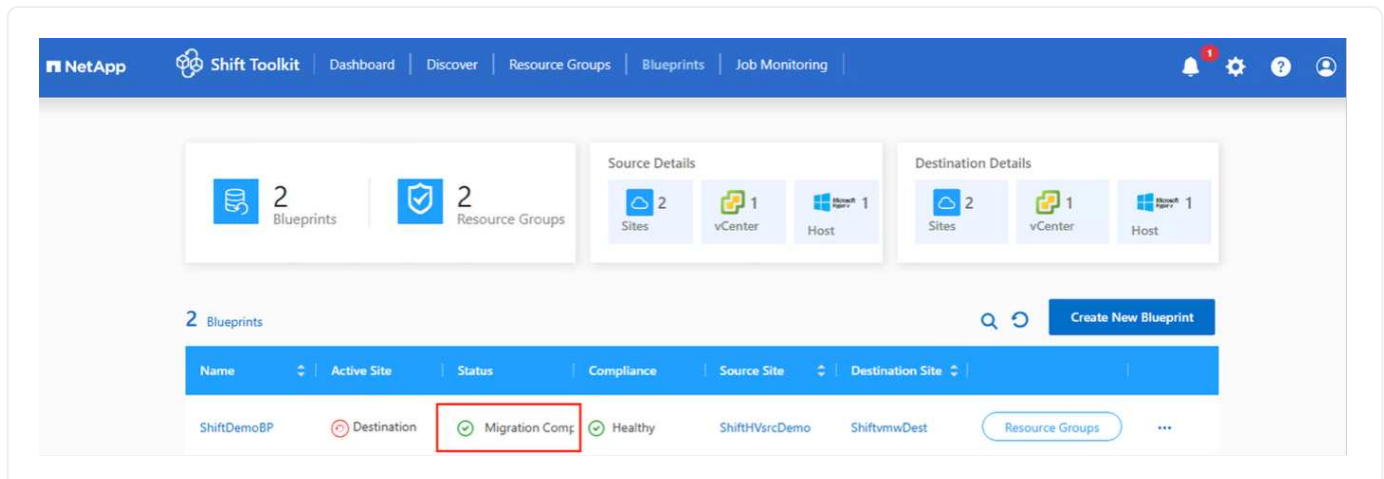 NetApp Shift Toolkit Dashboard Discover Resource Groups Blueprints Job Monitoring 1
2 Blueprints
2 Resource Groups
Source Details
2 Sites
1 vCenter
1 Host
Destination Details
2 Sites
1 vCenter
1 Host
2 Blueprints
Create New Blueprint
Name Active Site Status Compliance Source Site Destination Site
ShiftDemoBP Destination Migration Comp Healthy ShiftHVsrcDemo ShiftvmwDest Resource Groups